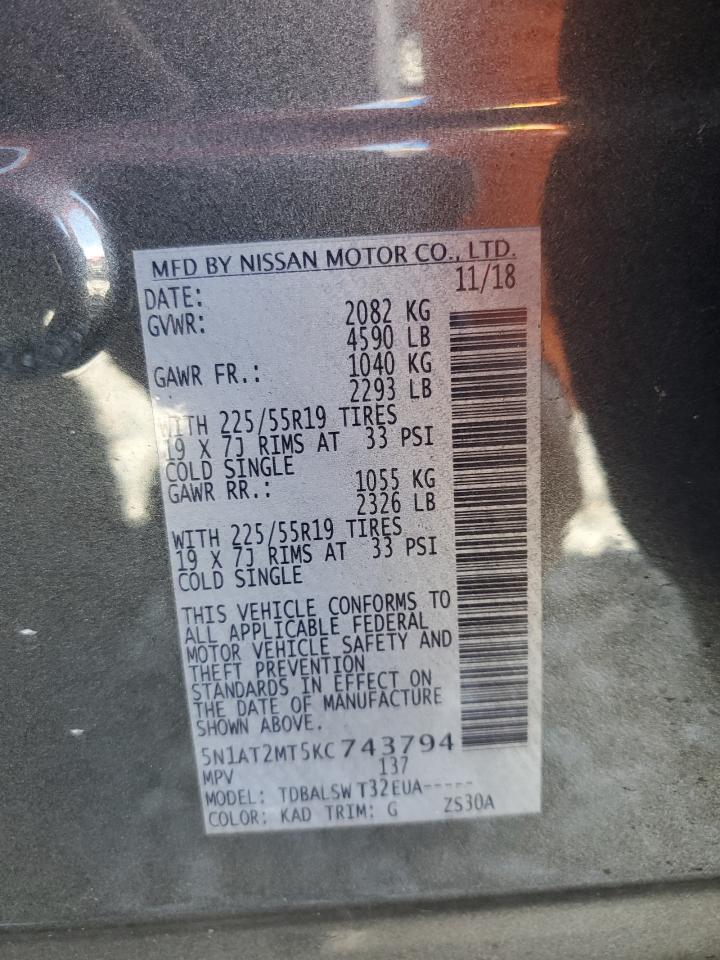 MFD BY NISSAN MOTOR CO., LTD.
DATE: 11/18
GVWR: 2082 KG
4590 LB
GAWR FR.: 1040 KG
2293 LB
WITH 225/55R19 TIRES
19 X 7J RIMS AT 33 PSI
COLD SINGLE
GAWR RR.: 1055 KG
2326 LB
WITH 225/55R19 TIRES
19 X 7J RIMS AT 33 PSI
COLD SINGLE
THIS VEHICLE CONFORMS TO
ALL APPLICABLE FEDERAL
MOTOR VEHICLE SAFETY AND
THEFT PREVENTION
STANDARDS IN EFFECT ON
THE DATE OF MANUFACTURE
SHOWN ABOVE.
5N1AT2MT5KC743794
MPV 137
MODEL: TDBALSW T32EUA-----
COLOR: KAD TRIM: G ZS30A